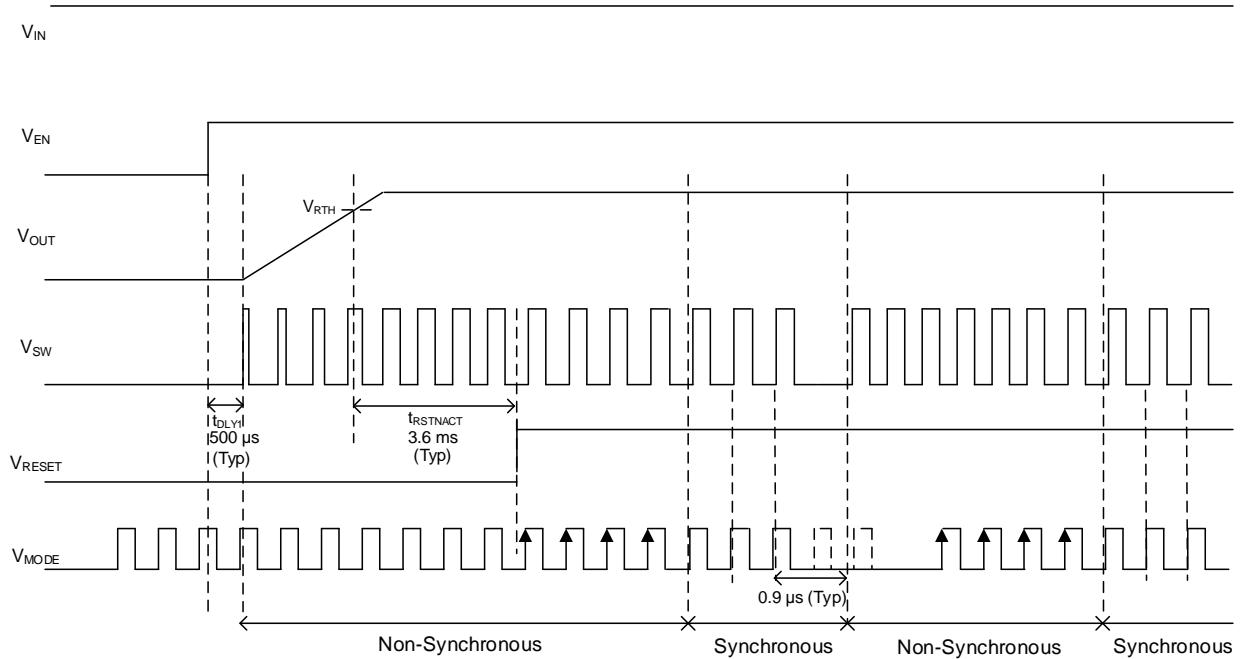 V_IN
V_EN
V_RTH
V_OUT
V_SW
t_DLY1
500 µs
(Typ)
t_RSTNACT
3.6 ms
(Typ)
V_RESET
V_MODE
0.9 µs (Typ)
Non-Synchronous
Synchronous
Non-Synchronous
Synchronous